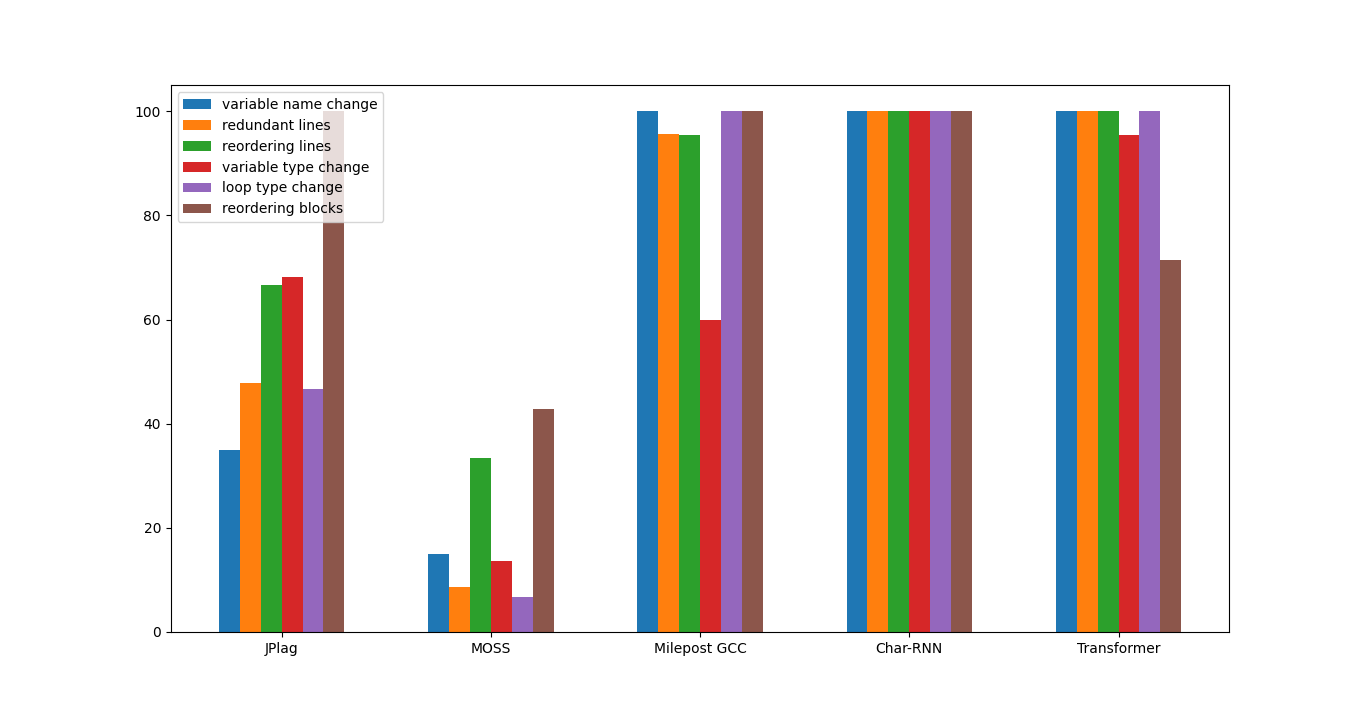 100
80
60
40
20
0
variable name change
redundant lines
reordering lines
variable type change
loop type change
reordering blocks
JPlag
MOSS
Milepost GCC
Char-RNN
Transformer